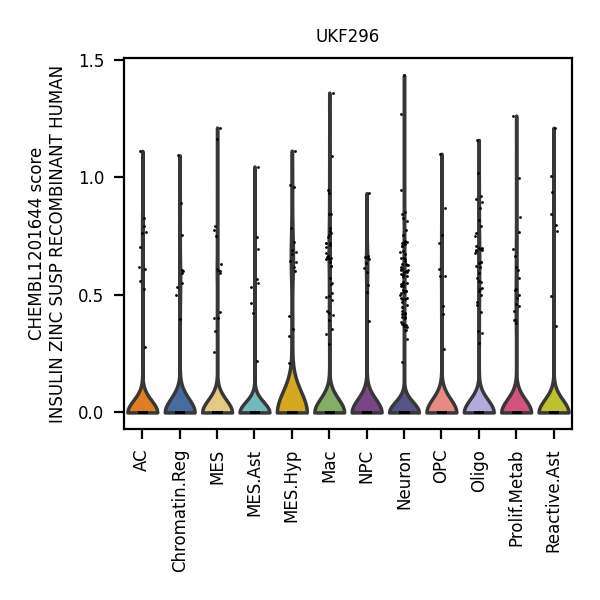 UKF296
CHEMBL1201644 score
INSULIN ZINC SUSP RECOMBINANT HUMAN
1.5
1.0
0.5
0.0
AC
Chromatin.Reg
MES
MES.Ast
MES.Hyp
Mac
NPC
Neuron
OPC
Oligo
Prolif.Metab
Reactive.Ast